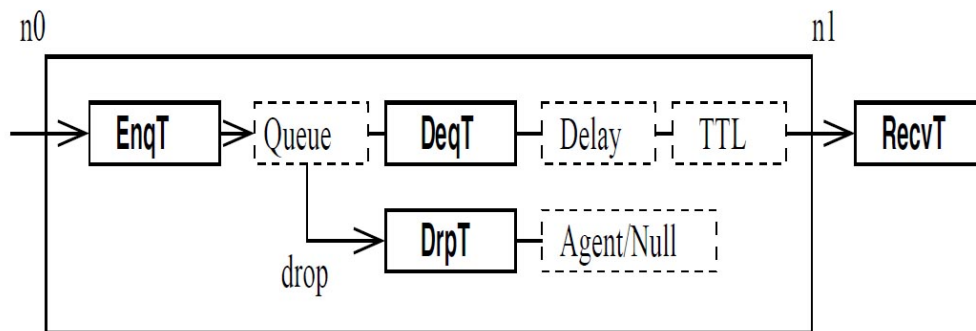 n0 n1
EnqT Queue DeqT Delay TTL RecvT
DrpT Agent/Null
drop